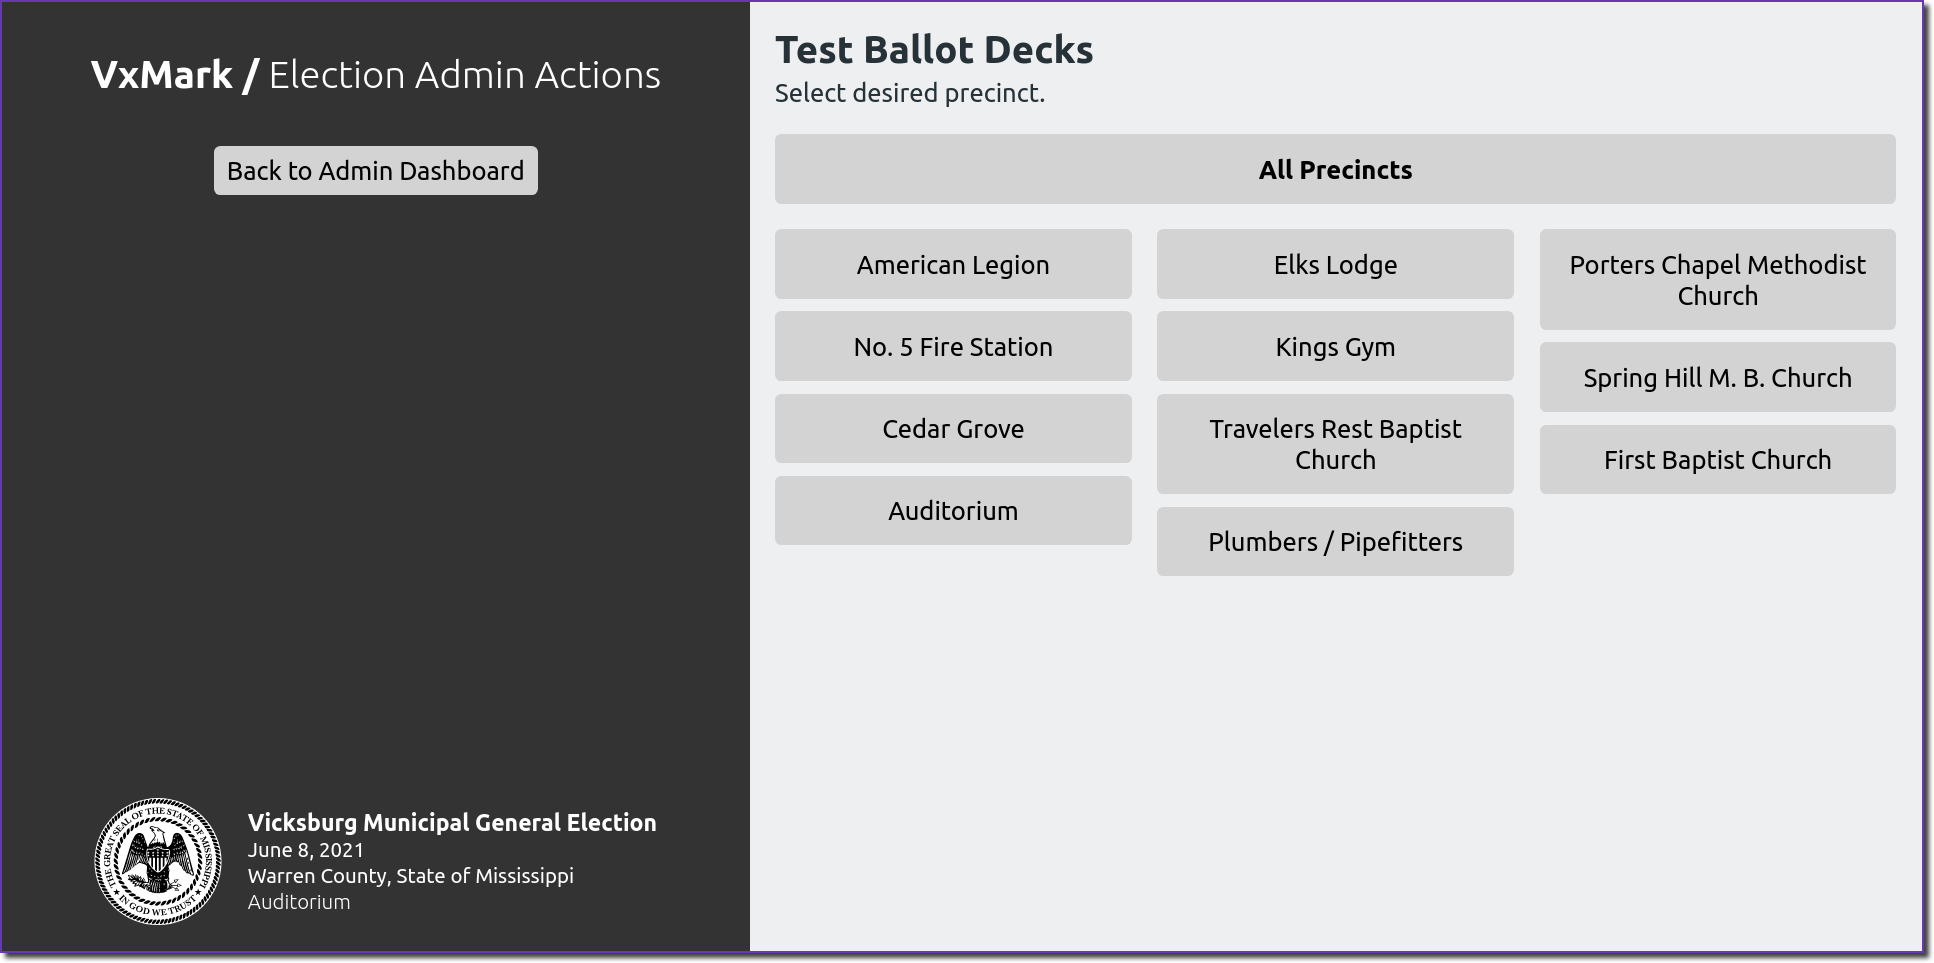 VxMark / Election Admin Actions
Back to Admin Dashboard
THE GREAT SEAL OF THE STATE OF MISSISSIPPI
IN GOD WE TRUST
Vicksburg Municipal General Election
June 8, 2021
Warren County, State of Mississippi
Auditorium
Test Ballot Decks
Select desired precinct.
All Precincts
American Legion
No. 5 Fire Station
Cedar Grove
Auditorium
Elks Lodge
Kings Gym
Travelers Rest Baptist
Church
Plumbers / Pipefitters
Porters Chapel Methodist
Church
Spring Hill M. B. Church
First Baptist Church